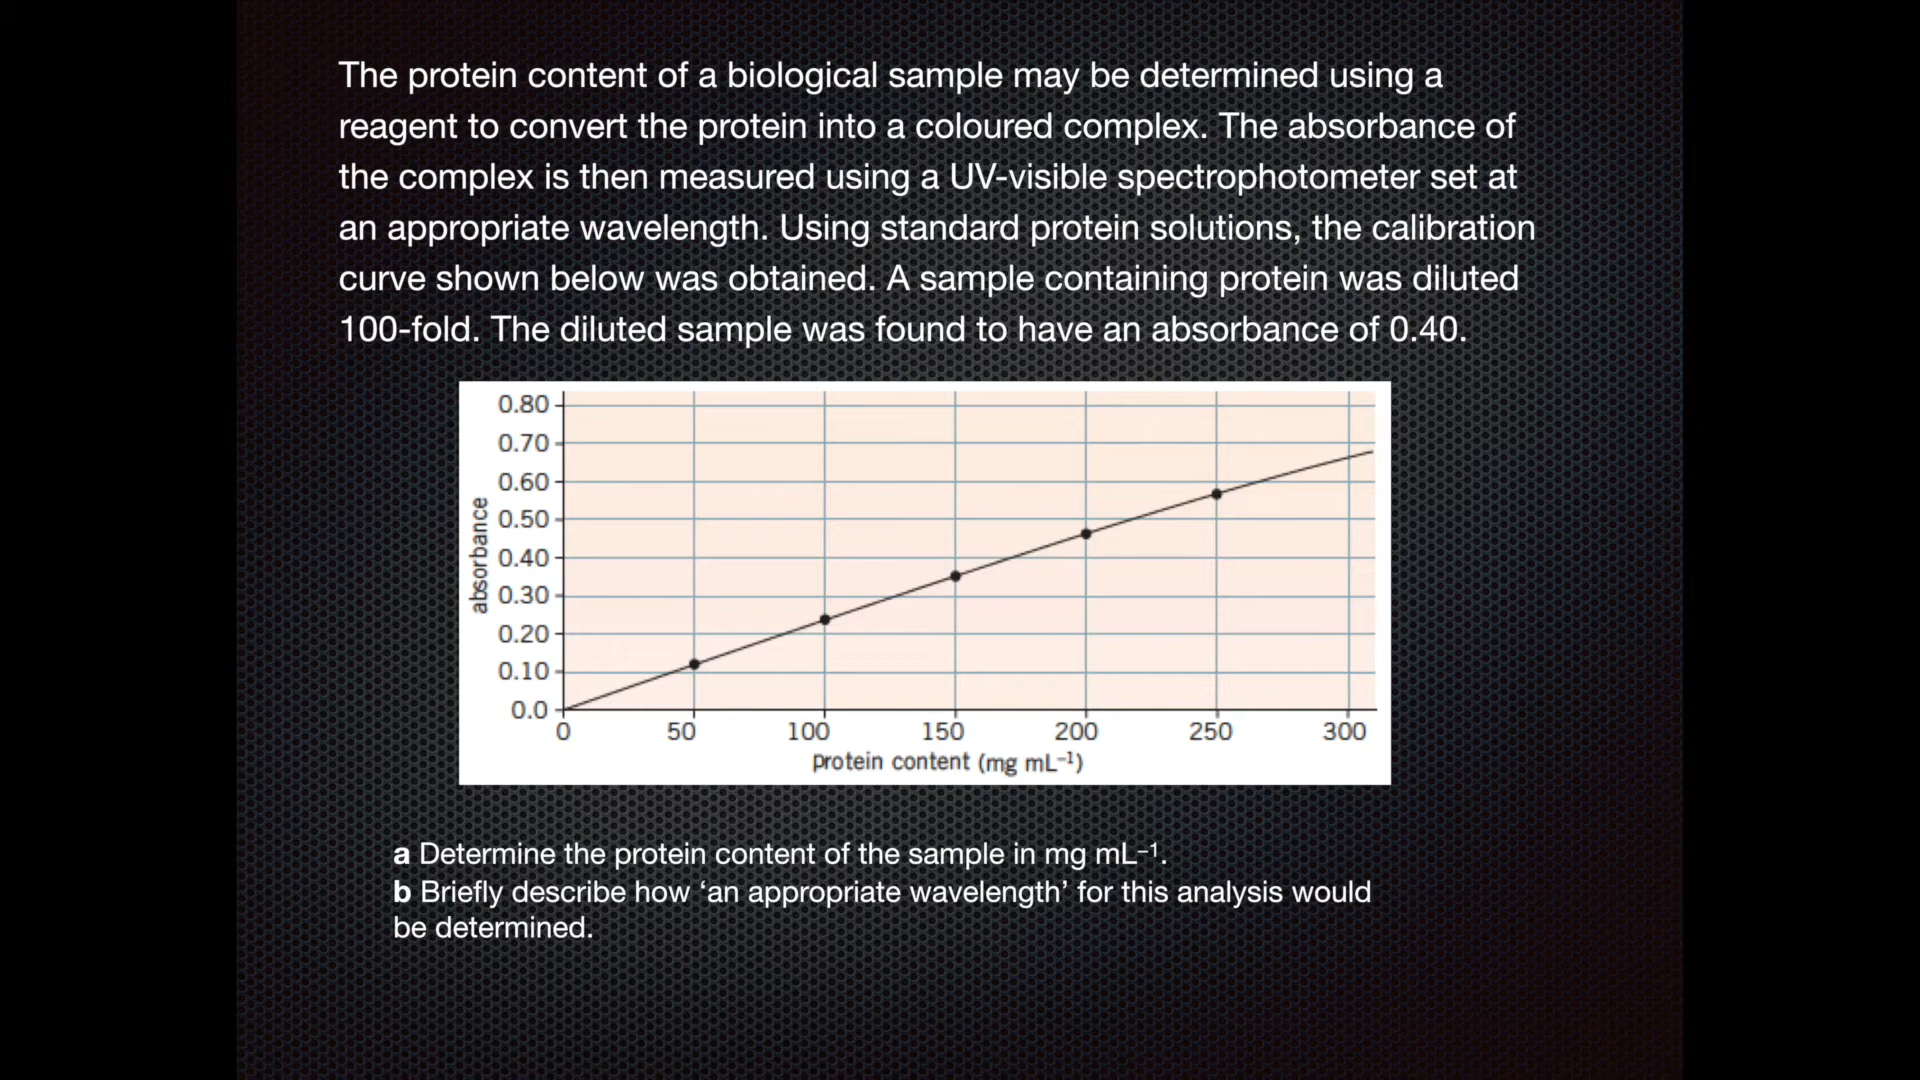 The protein content of a biological sample may be determined using a
reagent to convert the protein into a coloured complex. The absorbance of
the complex is then measured using a UV-visible spectrophotometer set at
an appropriate wavelength. Using standard protein solutions, the calibration
curve shown below was obtained. A sample containing protein was diluted
100-fold. The diluted sample was found to have an absorbance of 0.40.
absorbance
0.80
0.70
0.60
0.50
0.40
0.30
0.20
0.10
0.0
0 50 100 150 200 250 300
protein content (mg mL⁻¹)
a Determine the protein content of the sample in mg mL⁻¹.
b Briefly describe how ‘an appropriate wavelength’ for this analysis would
be determined.